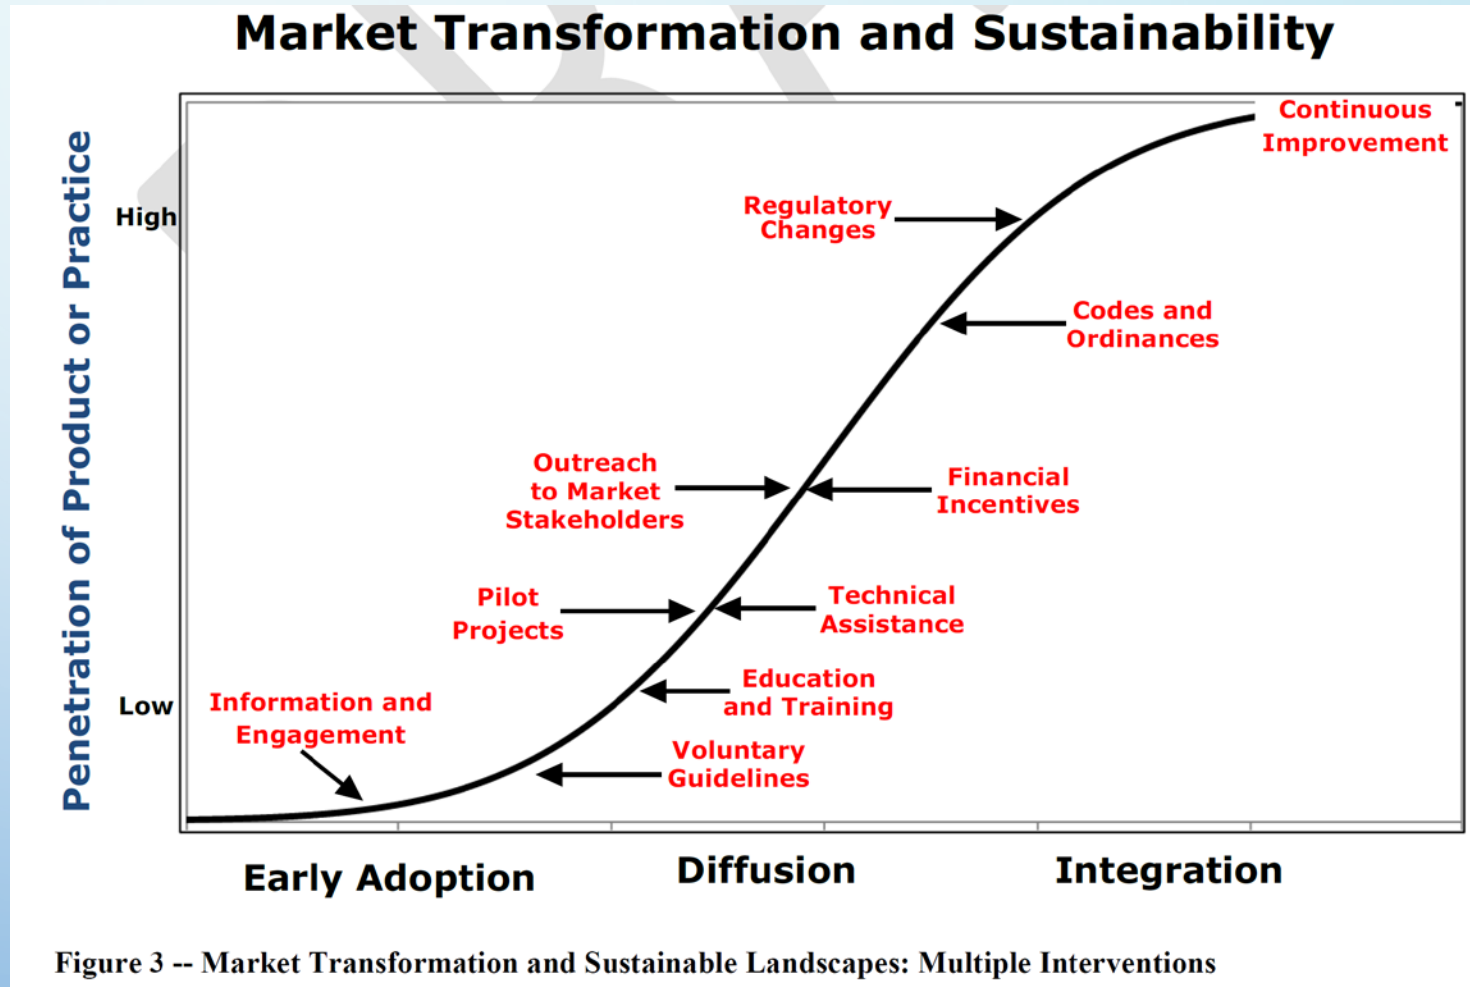 Market Transformation and Sustainability
Continuous
Improvement
Regulatory
Changes
High
Codes and
Ordinances
Penetration of Product or Practice
Outreach
to Market
Stakeholders
Financial
Incentives
Pilot
Projects
Technical
Assistance
Education
and Training
Low
Information and
Engagement
Voluntary
Guidelines
Early Adoption
Diffusion
Integration
Figure 3 -- Market Transformation and Sustainable Landscapes: Multiple Interventions